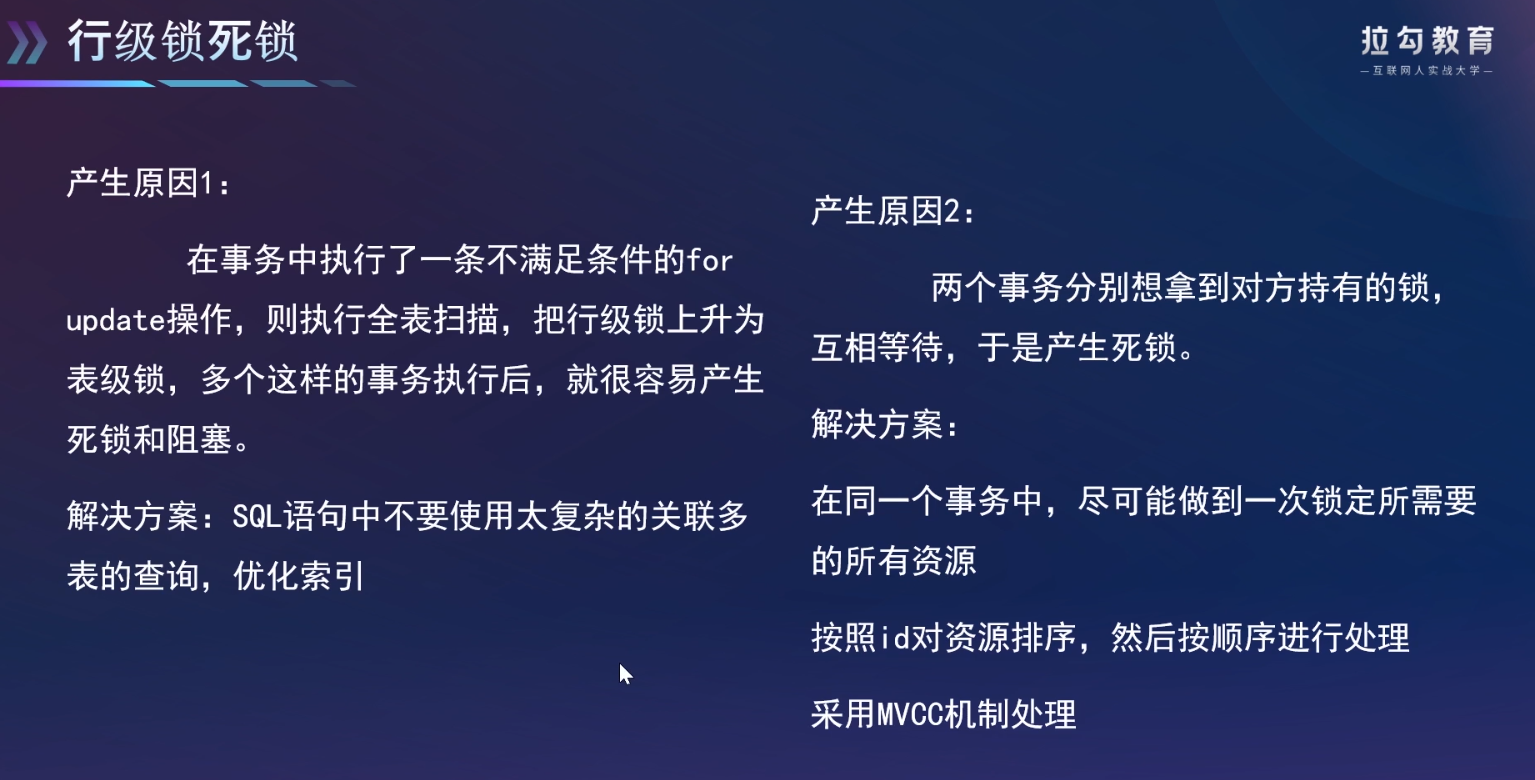 行级锁死锁
拉勾教育
—互联网人实战大学—
产生原因1：
在事务中执行了一条不满足条件的for
update操作，则执行全表扫描，把行级锁上升为
表级锁，多个这样的事务执行后，就很容易产生
死锁和阻塞。
解决方案：SQL语句中不要使用太复杂的关联多
表的查询，优化索引
产生原因2：
两个事务分别想拿到对方持有的锁，
互相等待，于是产生死锁。
解决方案：
在同一个事务中，尽可能做到一次锁定所需要
的所有资源
按照id对资源排序，然后按顺序进行处理
采用MVCC机制处理